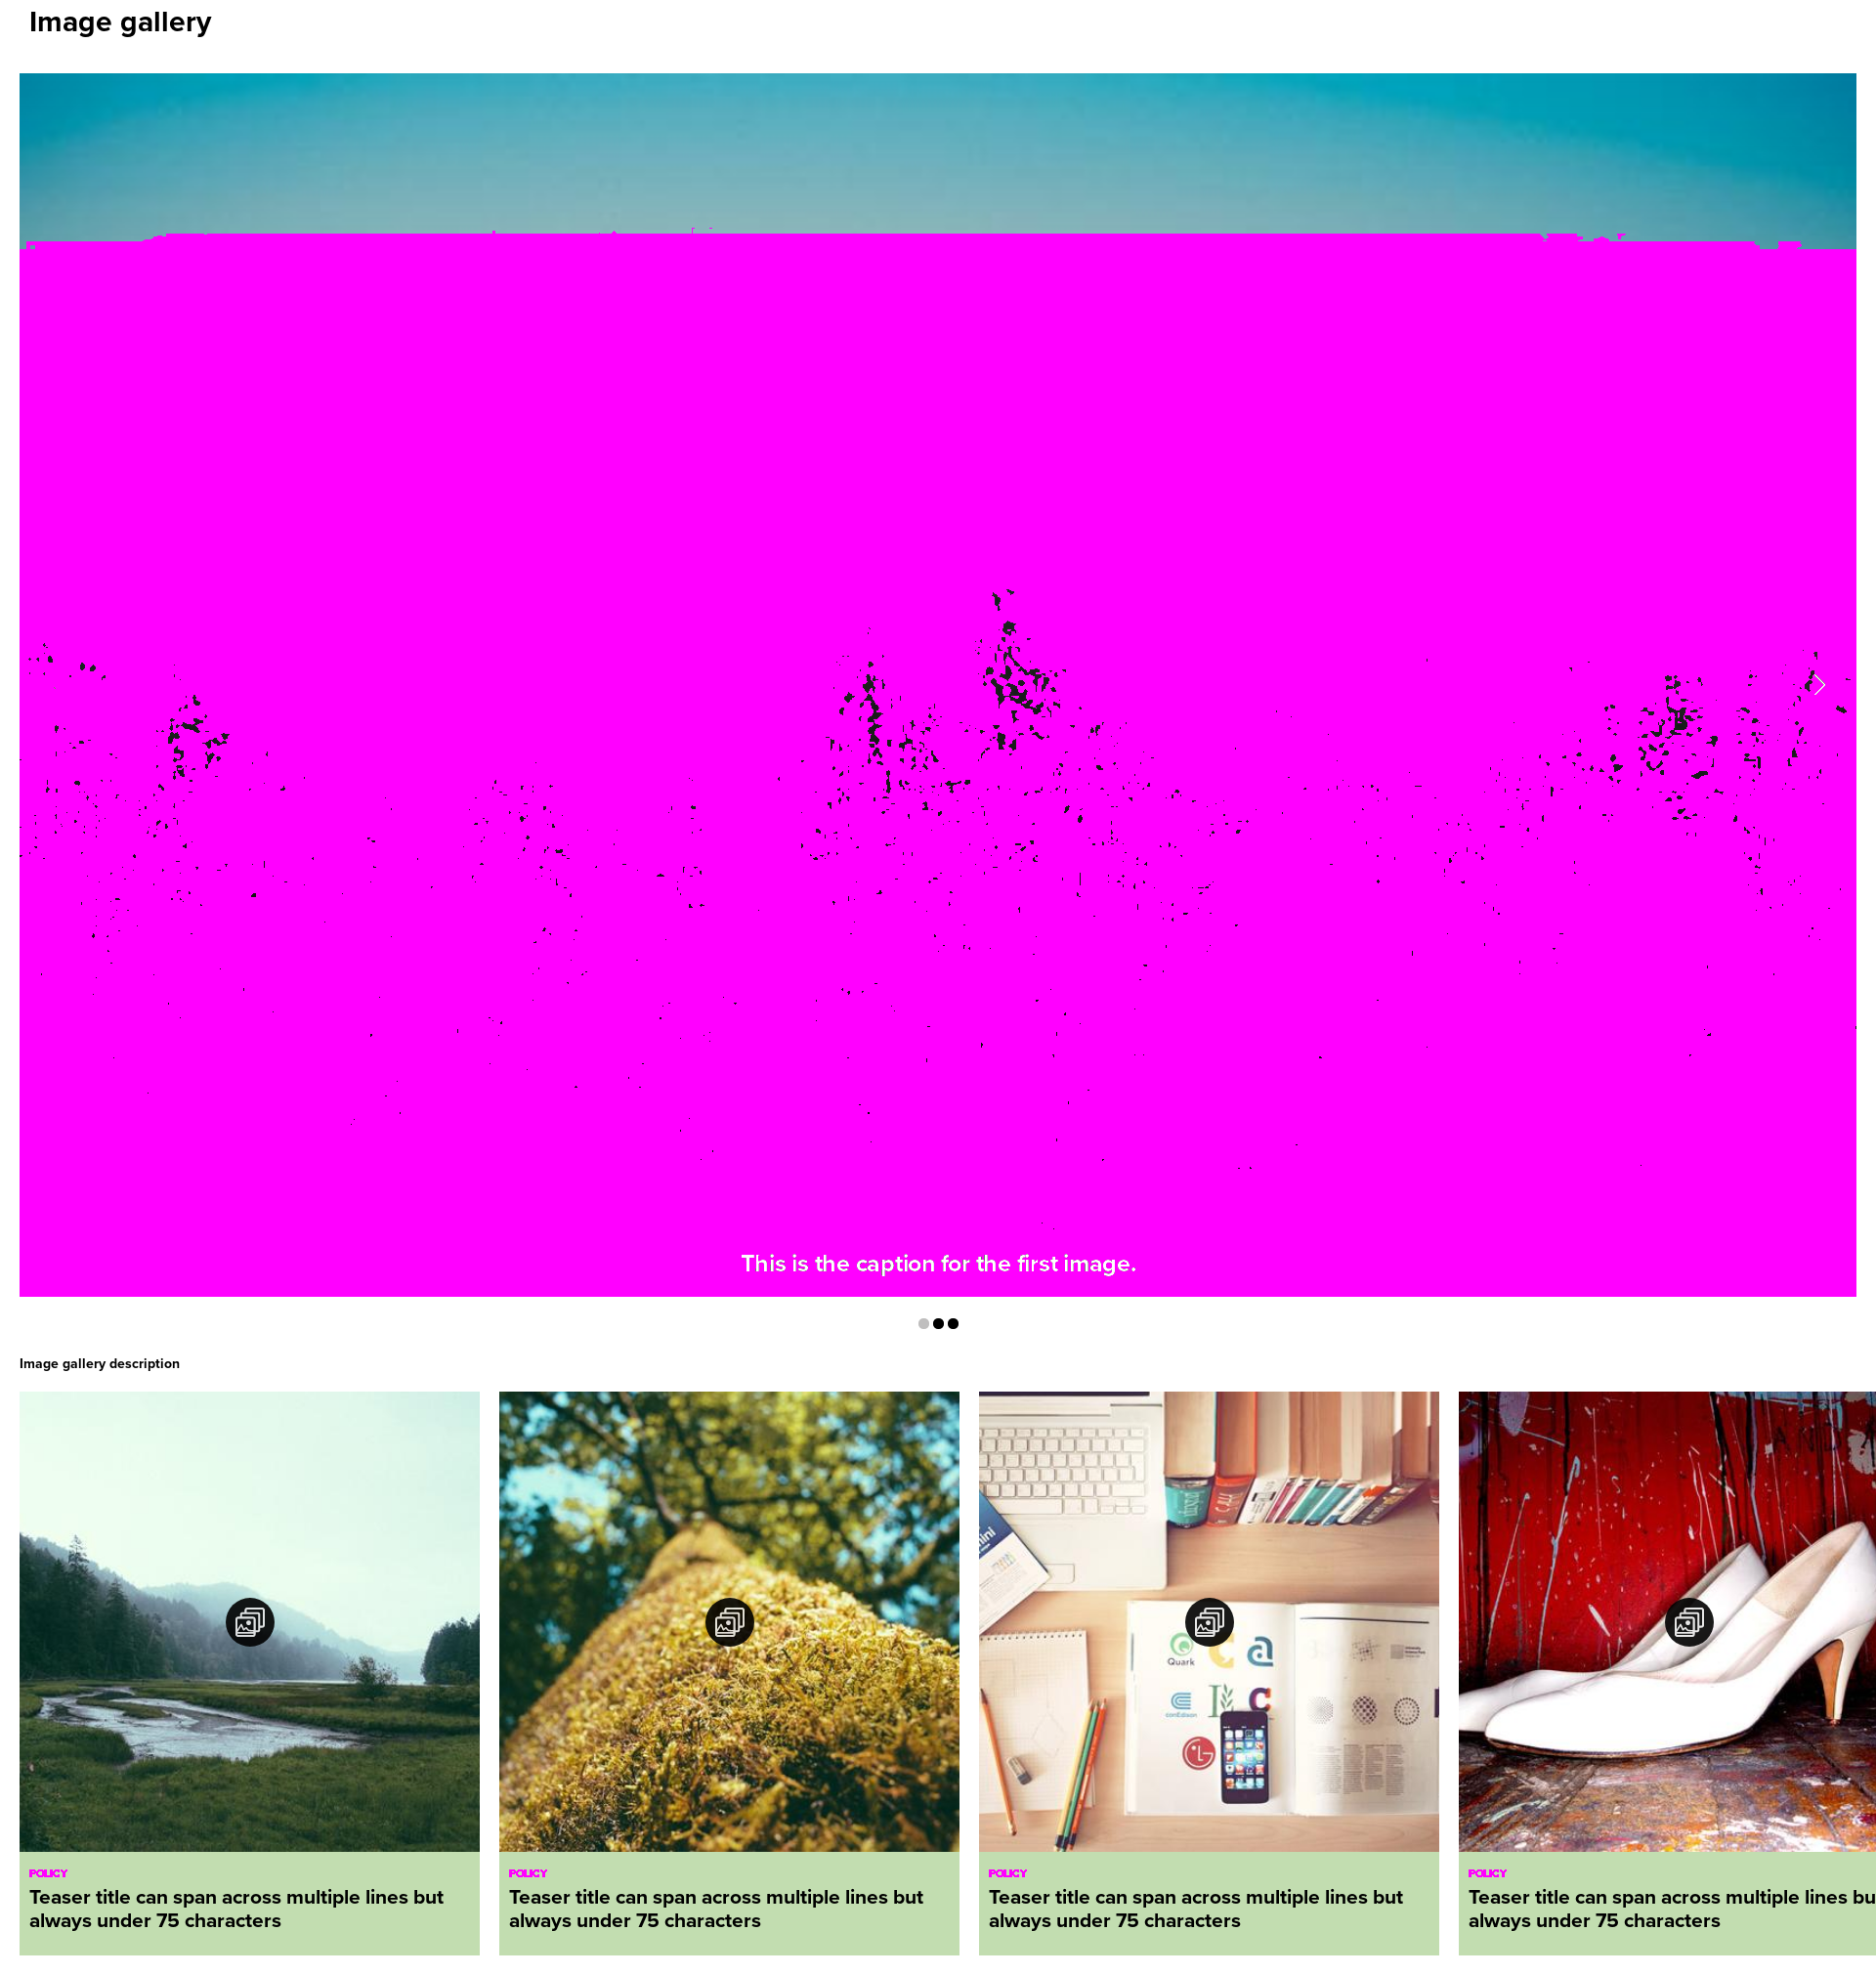 Image gallery
This is the caption for the first image.
Image gallery description
Quark
conEdison
LG
POLICY
Teaser title can span across multiple lines but
always under 75 characters
POLICY
Teaser title can span across multiple lines but
always under 75 characters
POLICY
Teaser title can span across multiple lines but
always under 75 characters
POLICY
Teaser title can span across multiple lines bu
always under 75 characters